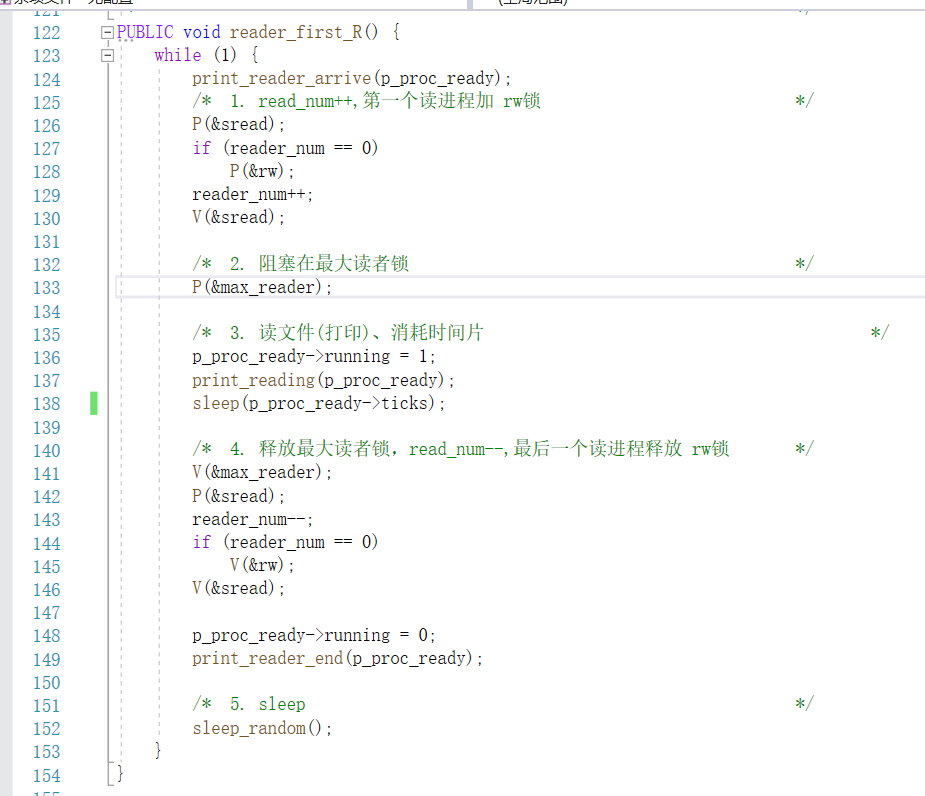 122 PUBLIC void reader_first_R() {
123 while (1) {
124 print_reader_arrive(p_proc_ready);
125 /* 1. read_num++,第一个读进程加 rw锁 */
126 P(&sread);
127 if (reader_num == 0)
128 P(&rw);
129 reader_num++;
130 V(&sread);
131
132 /* 2. 阻塞在最大读者锁 */
133 P(&max_reader);
134
135 /* 3. 读文件(打印)、消耗时间片 */
136 p_proc_ready->running = 1;
137 print_reading(p_proc_ready);
138 sleep(p_proc_ready->ticks);
139
140 /* 4. 释放最大读者锁，read_num--,最后一个读进程释放 rw锁 */
141 V(&max_reader);
142 P(&sread);
143 reader_num--;
144 if (reader_num == 0)
145 V(&rw);
146 V(&sread);
147
148 p_proc_ready->running = 0;
149 print_reader_end(p_proc_ready);
150
151 /* 5. sleep */
152 sleep_random();
153 }
154 }